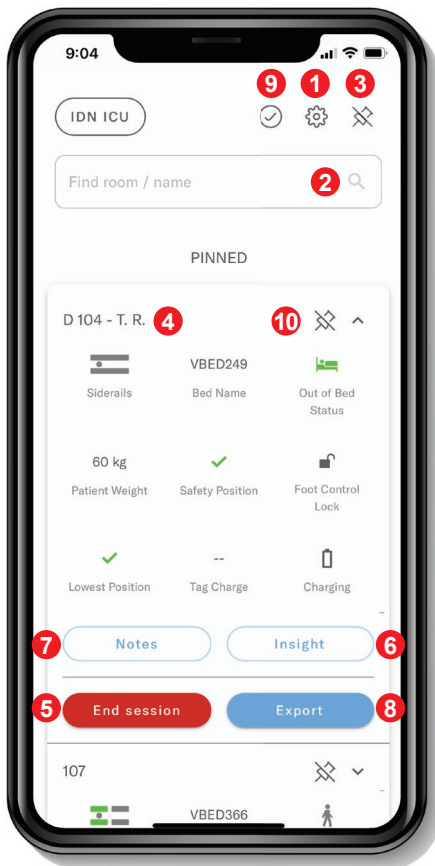 9:04
9 1 3
IDN ICU
Find room / name 2
PINNED
D 104 - T. R. 4 10
VBED249
Siderails Bed Name Out of Bed
Status
60 kg
Patient Weight Safety Position Foot Control
Lock
--
Lowest Position Tag Charge Charging
7 Notes Insight 6
5 End session Export 8
107
VBED366